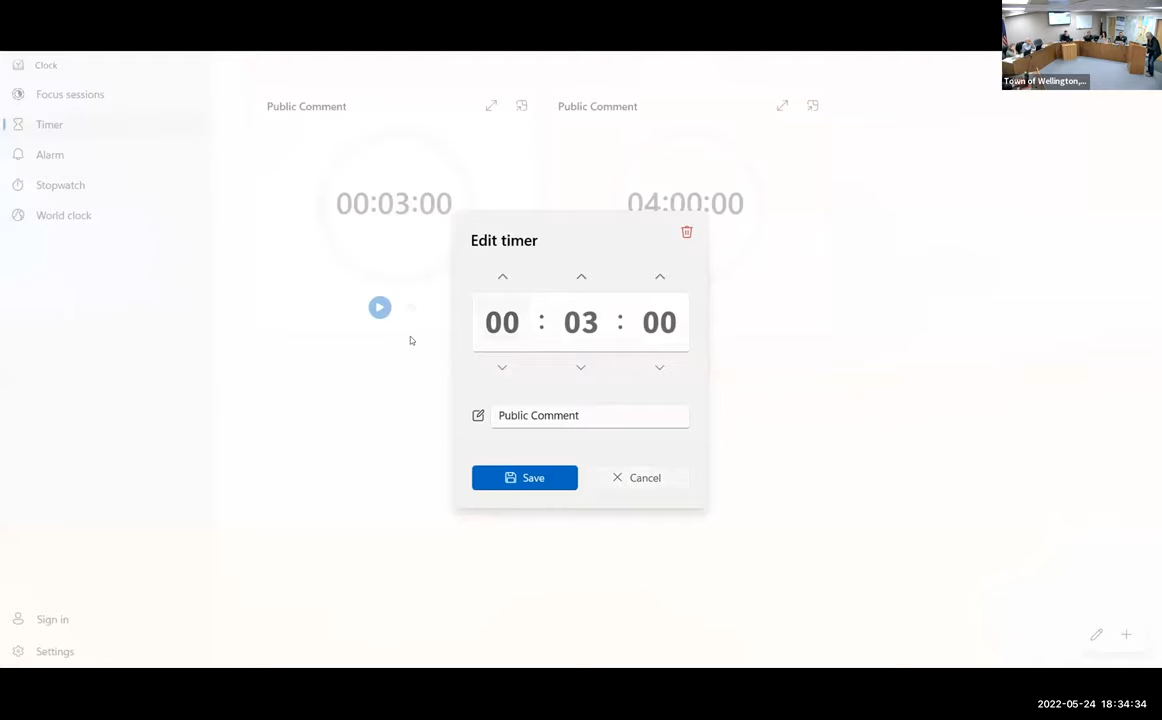 Clock
Town of Wellington,...
Focus sessions
Public Comment
Public Comment
Timer
Alarm
Stopwatch
00:03:00
04:00:00
World clock
Edit timer
00 : 03 : 00
Public Comment
Save
Cancel
Sign in
Settings
2022-05-24 18:34:34